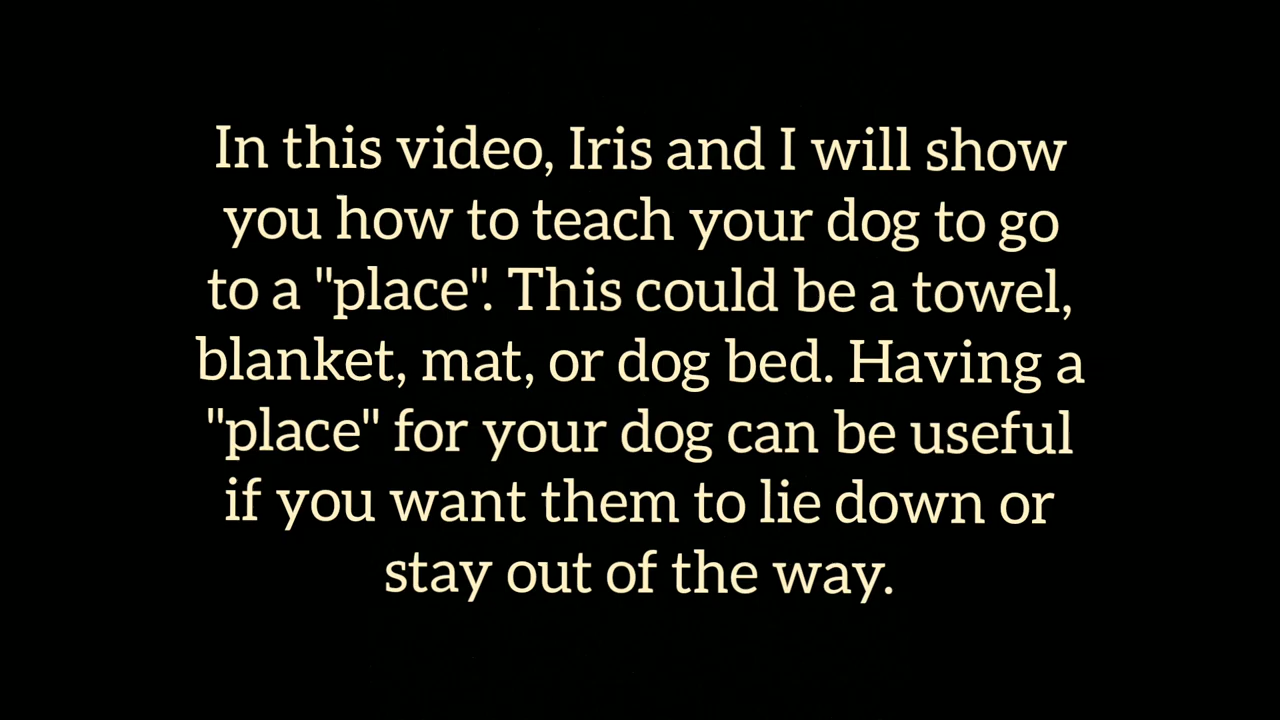 In this video, Iris and I will show
you how to teach your dog to go
to a "place". This could be a towel,
blanket, mat, or dog bed. Having a
"place" for your dog can be useful
if you want them to lie down or
stay out of the way.